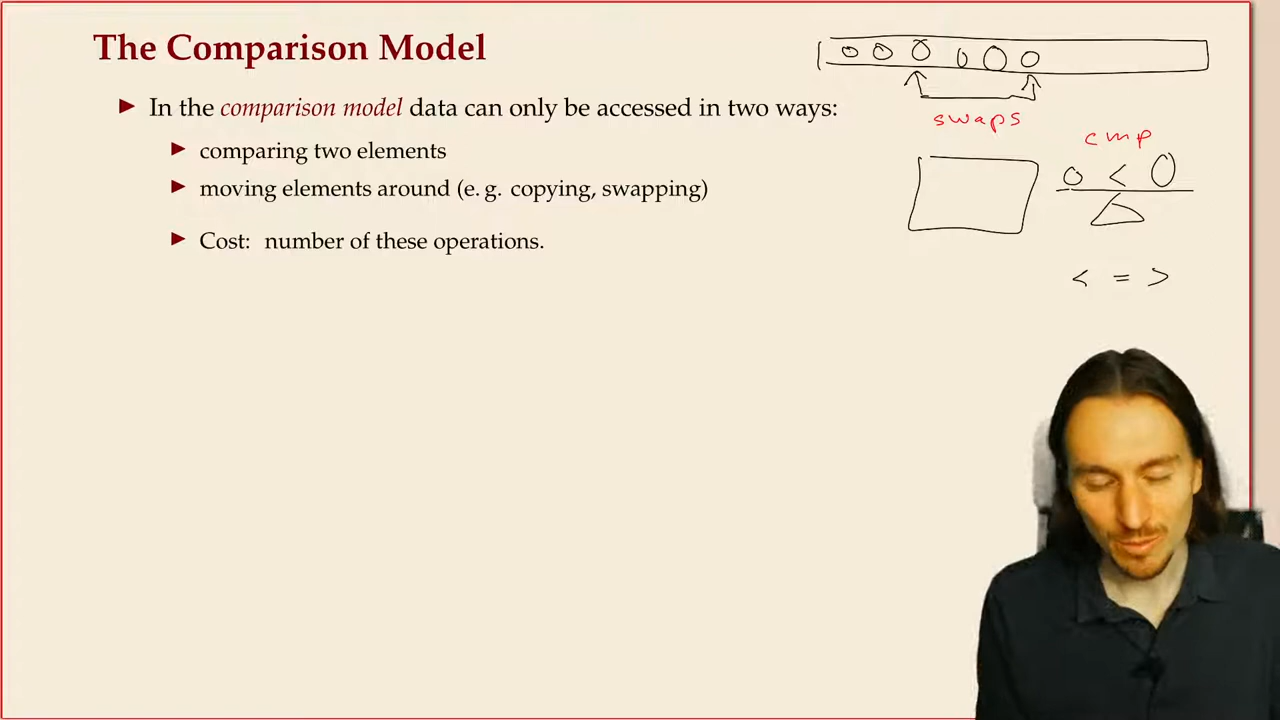 The Comparison Model
In the comparison model data can only be accessed in two ways:
comparing two elements
moving elements around (e. g. copying, swapping)
Cost: number of these operations.
swaps
cmp
<
< = >